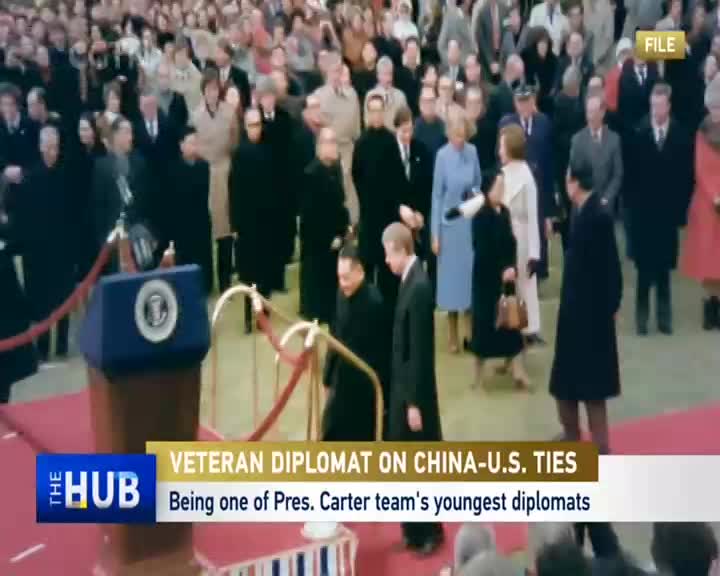 FILE
VETERAN DIPLOMAT ON CHINA-U.S. TIES
THE HUB
Being one of Pres. Carter team's youngest diplomats